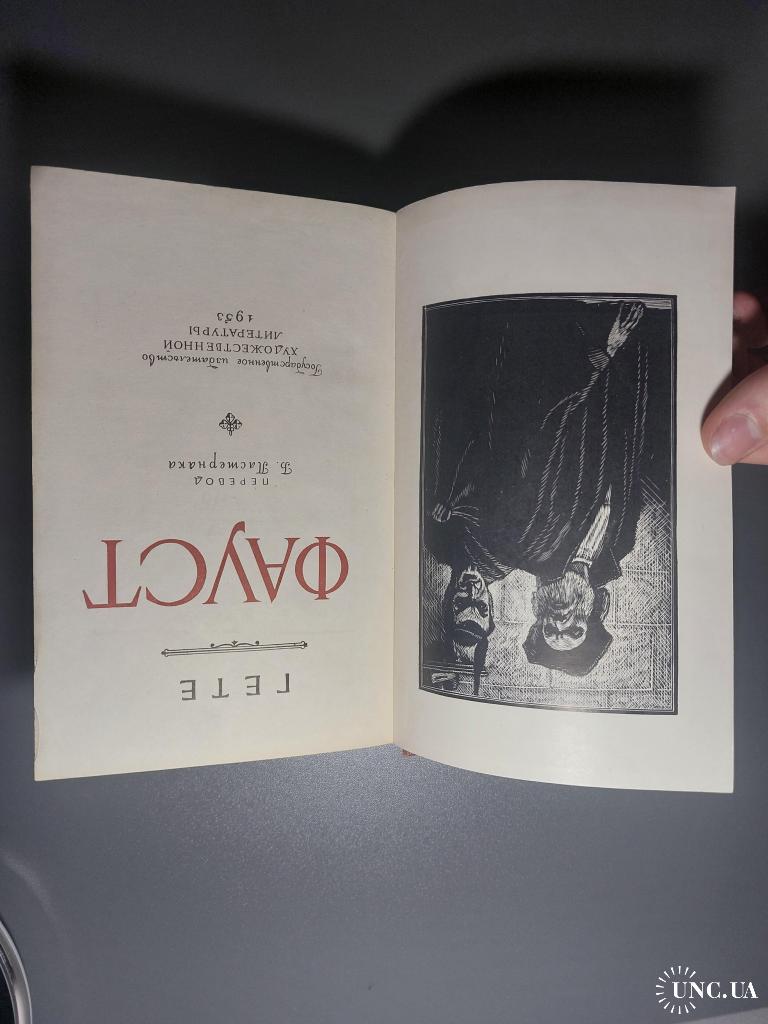 ГЕТЕ
ФАУСТ
ПЕРЕВОД
Б. Пастернака
Государственное издательство
ХУДОЖЕСТВЕННОЙ
ЛИТЕРАТУРЫ
1953
UNC.UA